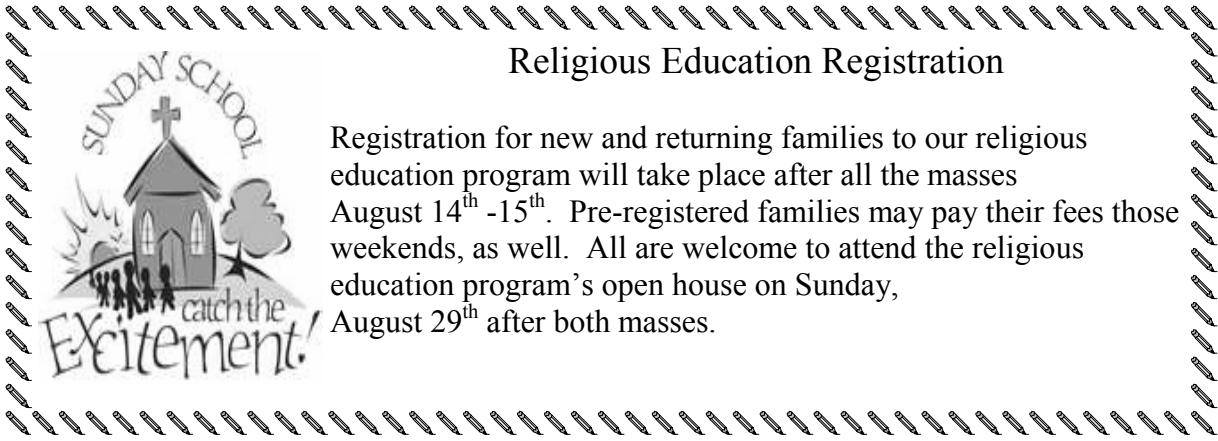 SUNDAY SCHOOL
catch the
Excitement!
Religious Education Registration
Registration for new and returning families to our religious
education program will take place after all the masses
August 14th -15th.  Pre-registered families may pay their fees those
weekends, as well.  All are welcome to attend the religious
education program’s open house on Sunday,
August 29th after both masses.